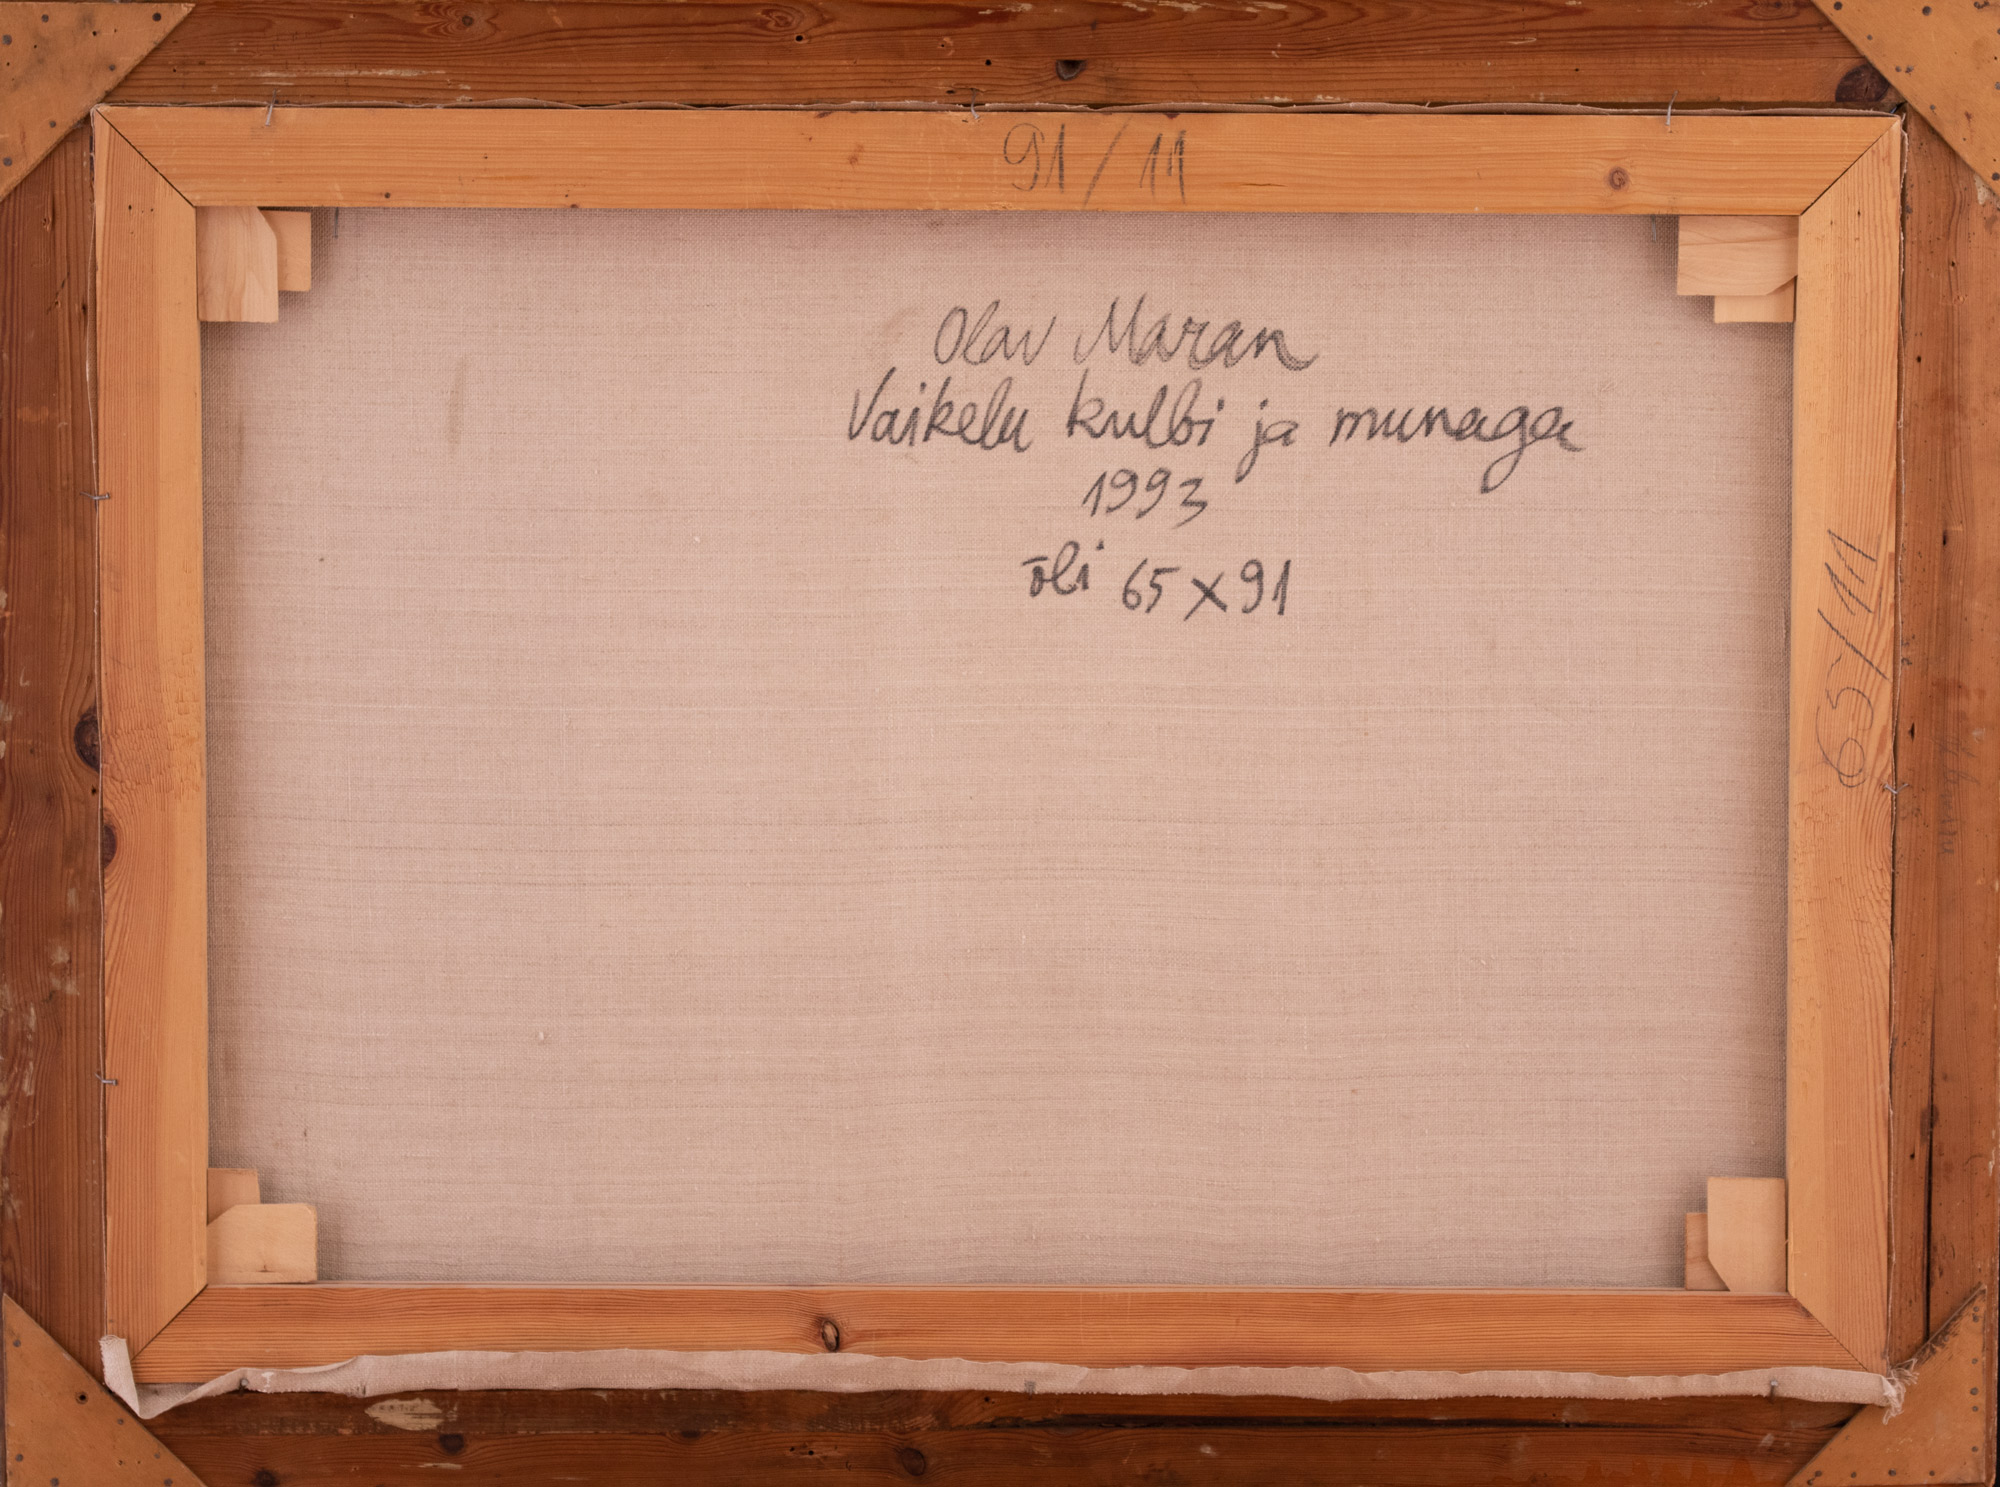 91/11
Olav Maran
Vaikelu kulbi ja munaga
1993
õli 65 x 91
65/11